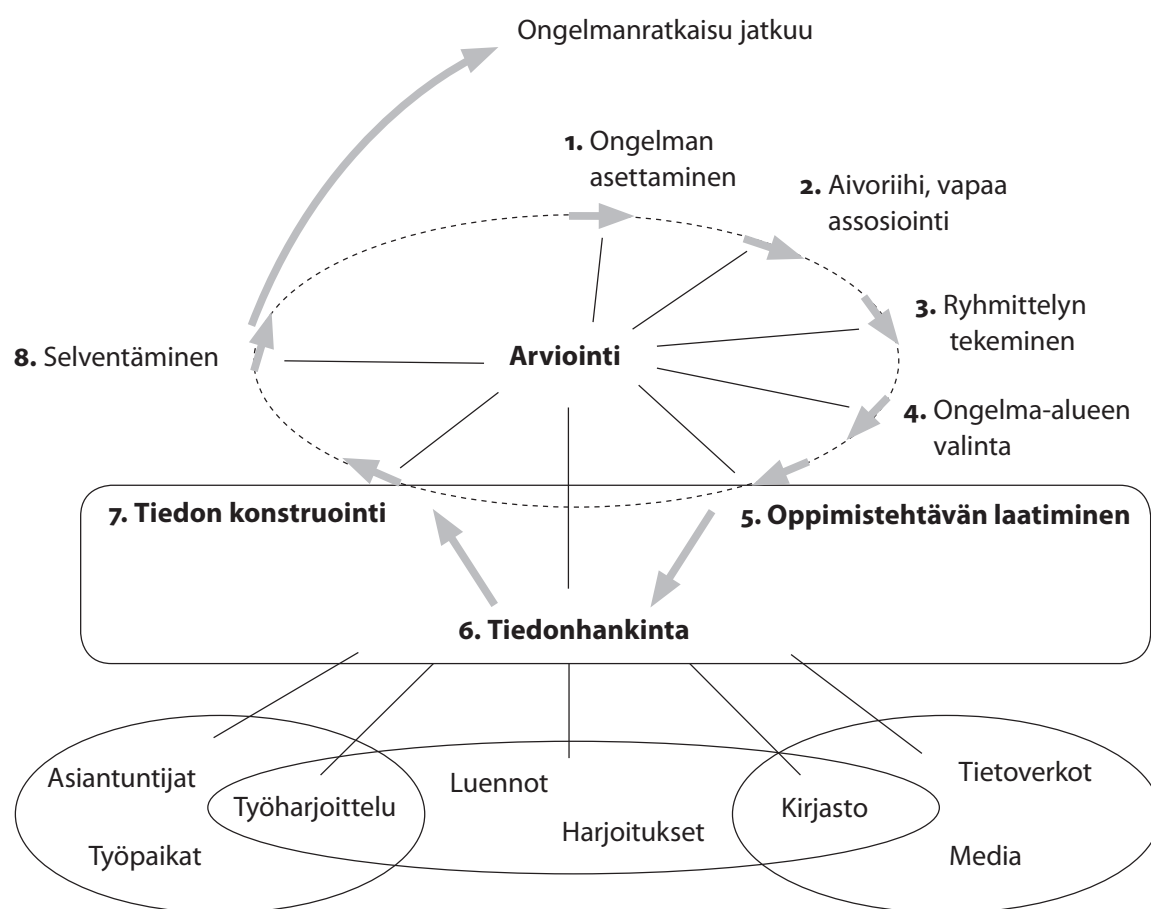 Ongelmanratkaisu jatkuu
1. Ongelman
asettaminen
2. Aivoriihi, vapaa
assosiointi
3. Ryhmittelyn
tekeminen
Arviointi
8. Selventäminen
4. Ongelma-alueen
valinta
7. Tiedon konstruointi
5. Oppimistehtävän laatiminen
6. Tiedonhankinta
Asiantuntijat
Työharjoittelu
Työpaikat
Luennot
Harjoitukset
Kirjasto
Tietoverkot
Media